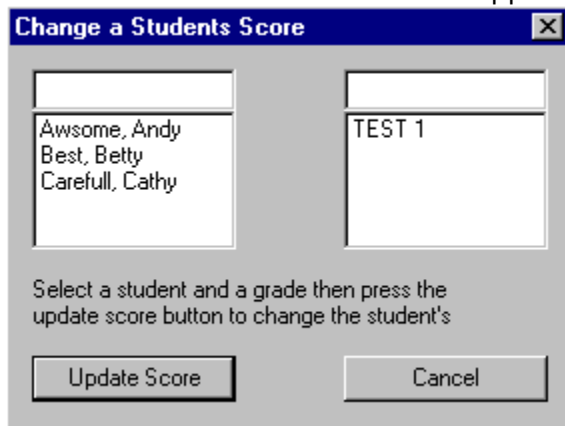 Change a Students Score
Awsome, Andy
Best, Betty
Carefull, Cathy
TEST 1
Select a student and a grade then press the
update score button to change the student's
Update Score
Cancel